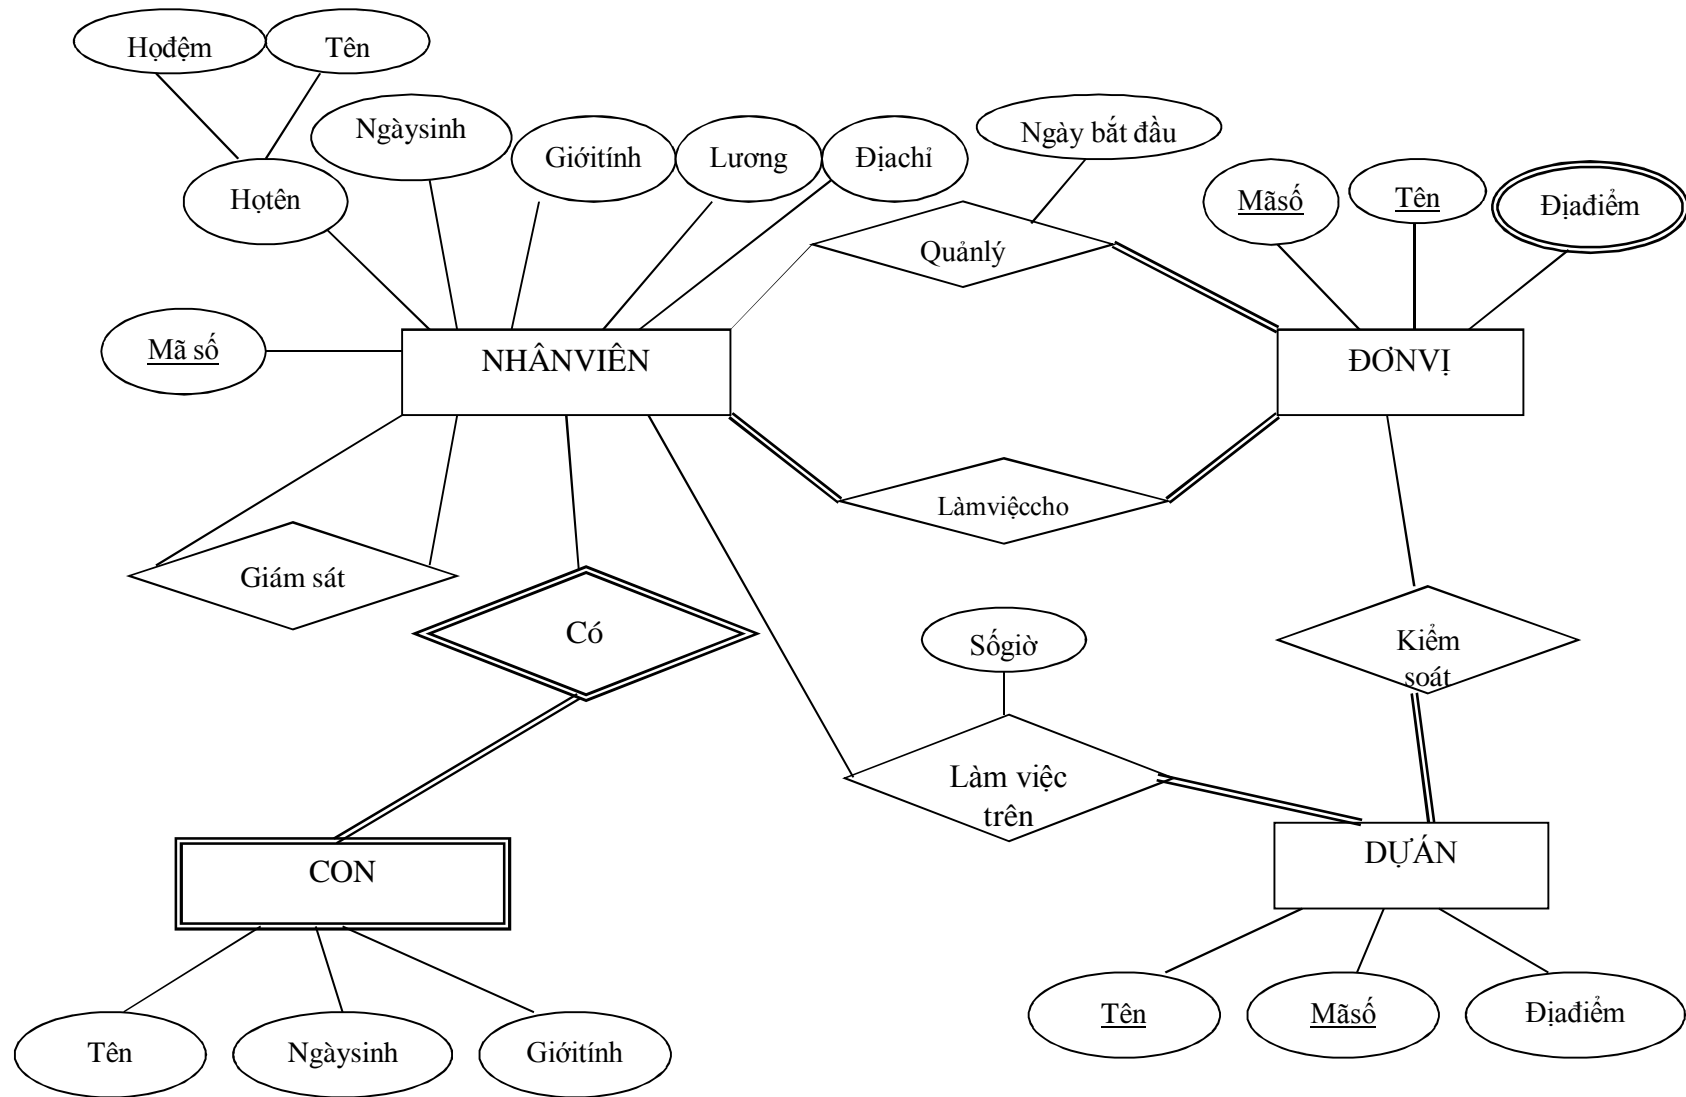 Họđệm
Tên
Ngàysinh
Giớitính
Lương
Địachỉ
Ngày bắt đầu
Họtên
Mãsố
Tên
Địađiểm
Quảnlý
Mã số
NHÂNVIÊN
ĐƠNVỊ
Làmviệccho
Giám sát
Có
Sốgiờ
Kiểm
soát
Làm việc
trên
CON
DỰÁN
Tên
Mãsố
Địađiểm
Tên
Ngàysinh
Giớitính